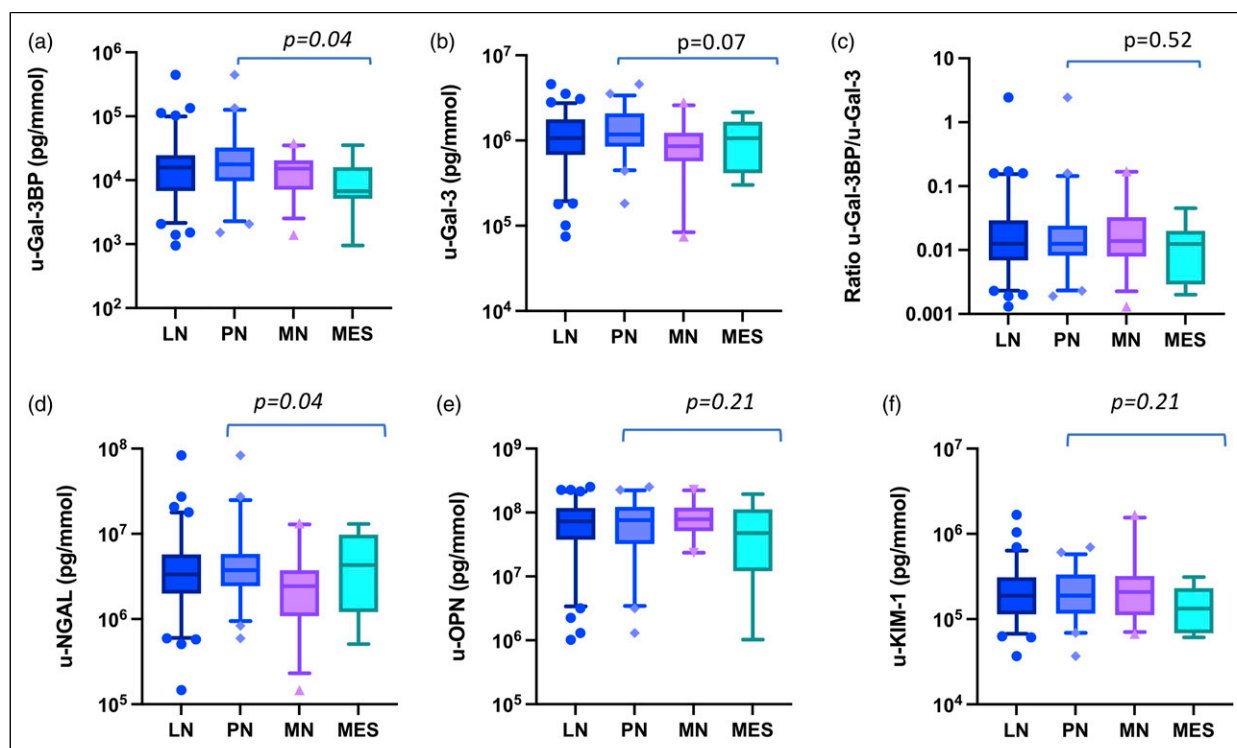 (a)
p=0.04
u-Gal-3BP (pg/mmol)
10⁶
10⁵
10⁴
10³
10²
LN PN MN MES
(b)
p=0.07
u-Gal-3 (pg/mmol)
10⁷
10⁶
10⁵
10⁴
LN PN MN MES
(c)
p=0.52
Ratio u-Gal-3BP/u-Gal-3
10
1
0.1
0.01
0.001
LN PN MN MES
(d)
p=0.04
u-NGAL (pg/mmol)
10⁸
10⁷
10⁶
10⁵
LN PN MN MES
(e)
p=0.21
u-OPN (pg/mmol)
10⁹
10⁸
10⁷
10⁶
10⁵
LN PN MN MES
(f)
p=0.21
u-KIM-1 (pg/mmol)
10⁷
10⁶
10⁵
10⁴
LN PN MN MES